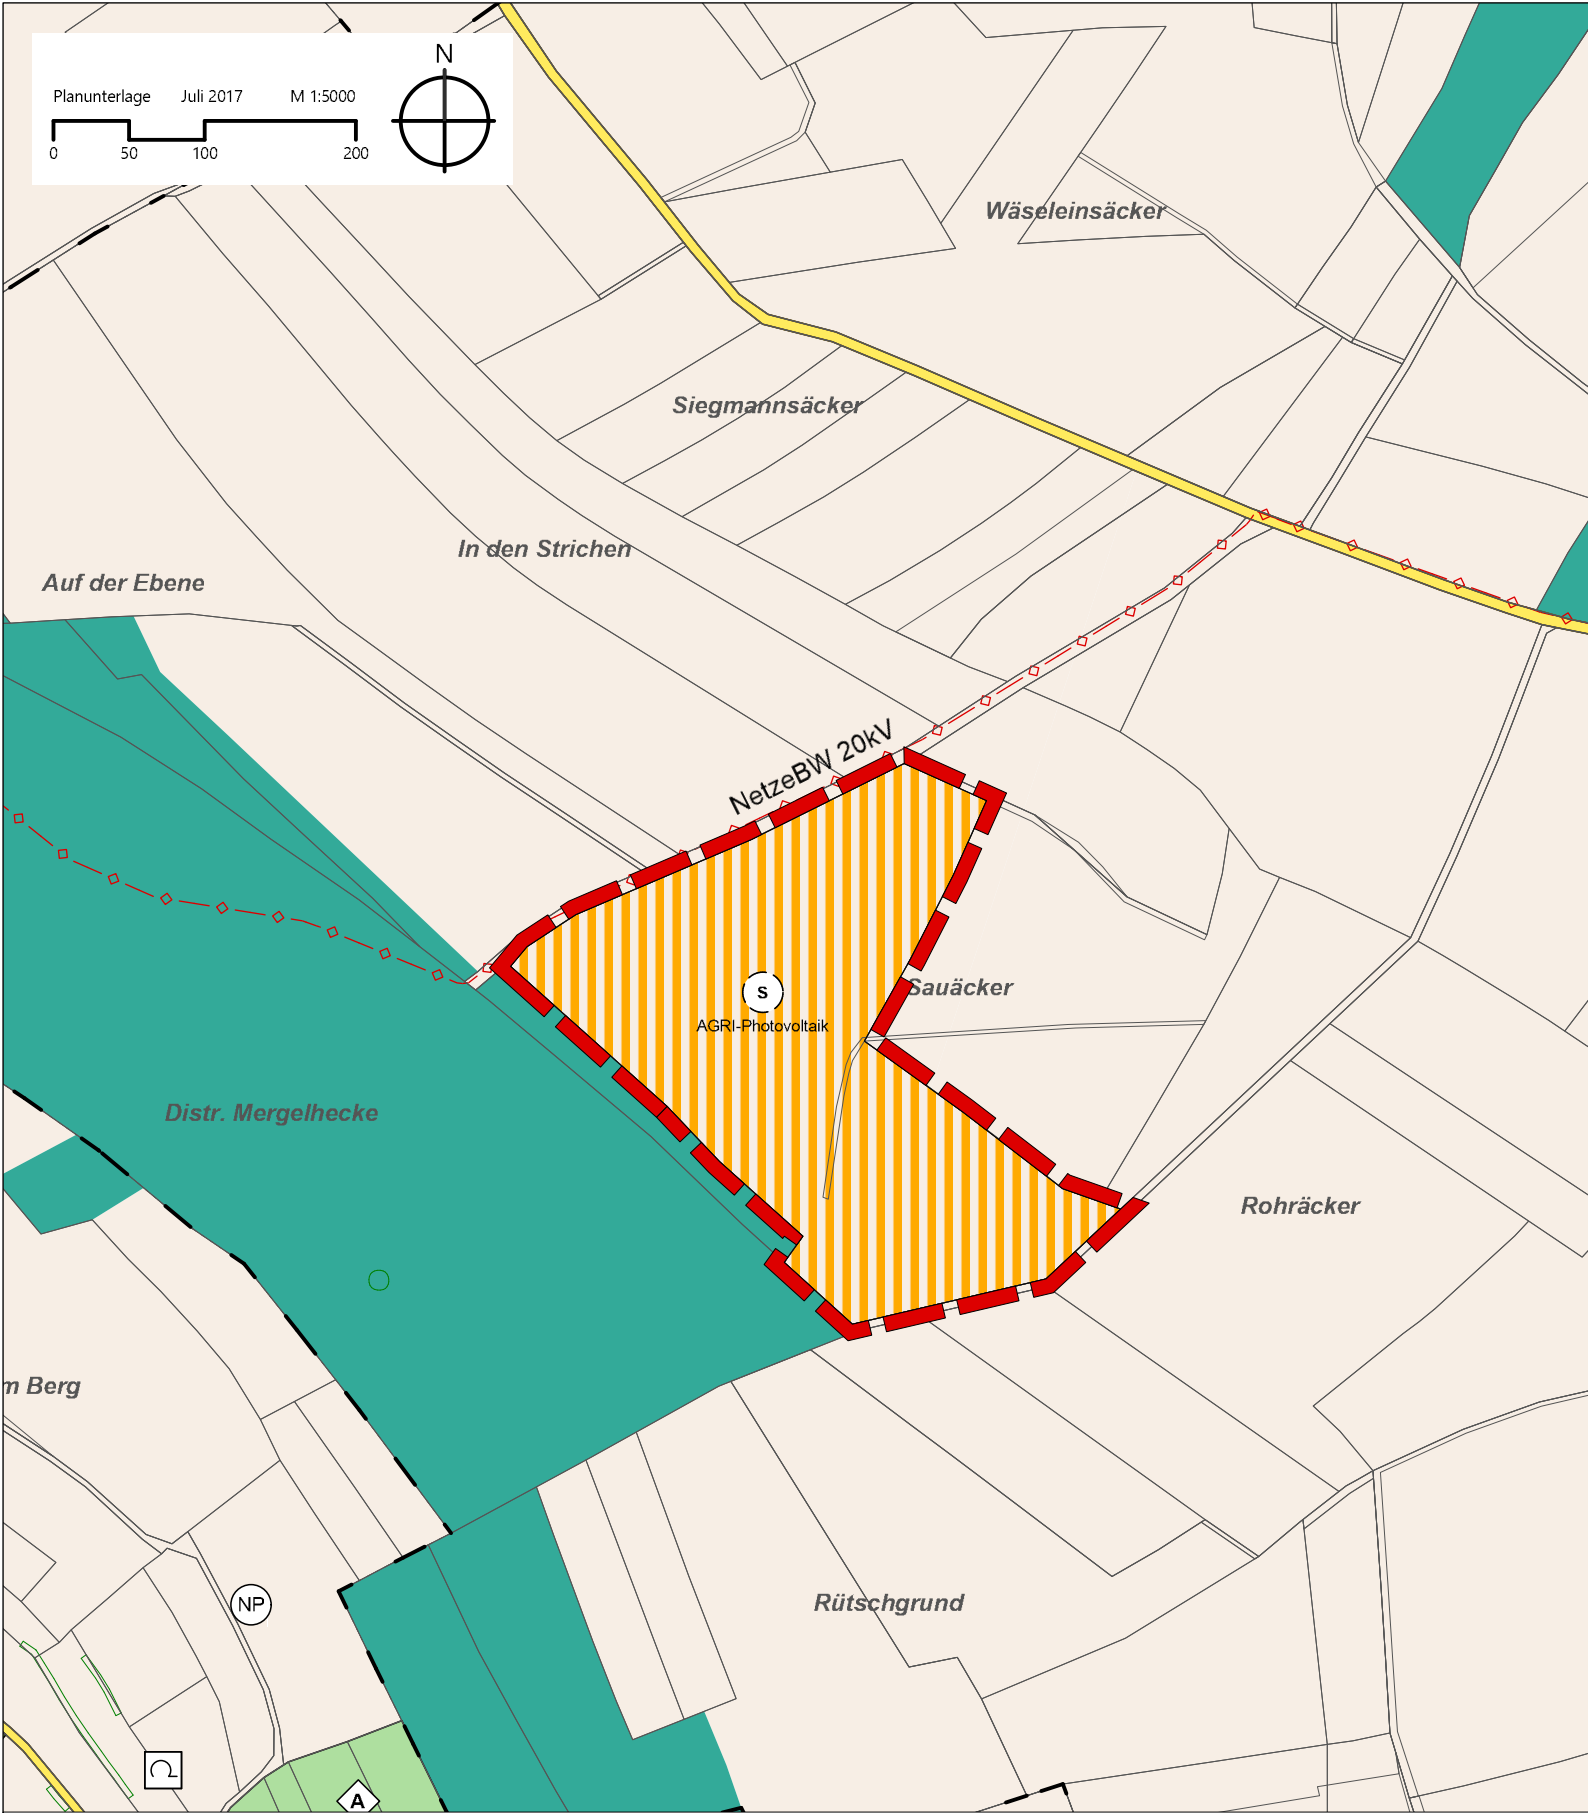 N
Planunterlage Juli 2017 M 1:5000
0 50 100 200
Wäseleinsäcker
Siegmannsäcker
In den Strichen
Auf der Ebene
NetzeBW 20kV
S
Sauäcker
AGRI-Photovoltaik
Distr. Mergelhecke
Rohräcker
m Berg
NP
Rütschgrund
A